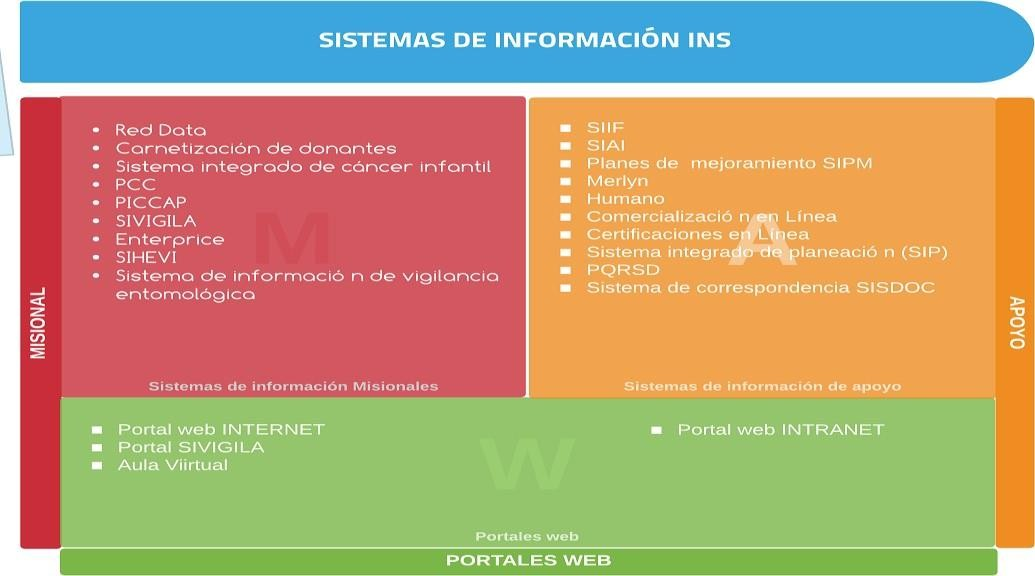 SISTEMAS DE INFORMACIÓN INS
MISIONAL
• Red Data
• Carnetización de donantes
• Sistema integrado de cáncer infantil
• PCC
• PICCAP
• SIVIGILA
• Enterprice
• SIHEVI
• Sistema de informació n de vigilancia
entomológica
M
Sistemas de información Misionales
■ SIIF
■ SIAI
■ Planes de  mejoramiento SIPM
■ Merlyn
■ Humano
■ Comercializació n en Línea
■ Certificaciones en Línea
■ Sistema integrado de planeació n (SIP)
■ PQRSD
■ Sistema de correspondencia SISDOC
A
Sistemas de información de apoyo
APOYO
■ Portal web INTERNET
■ Portal SIVIGILA
■ Aula Viirtual
W
■ Portal web INTRANET
Portales web
PORTALES WEB